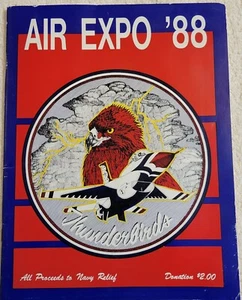 AIR EXPO '88
Thunderbirds
All Proceeds to Navy Relief
Donation $2.00